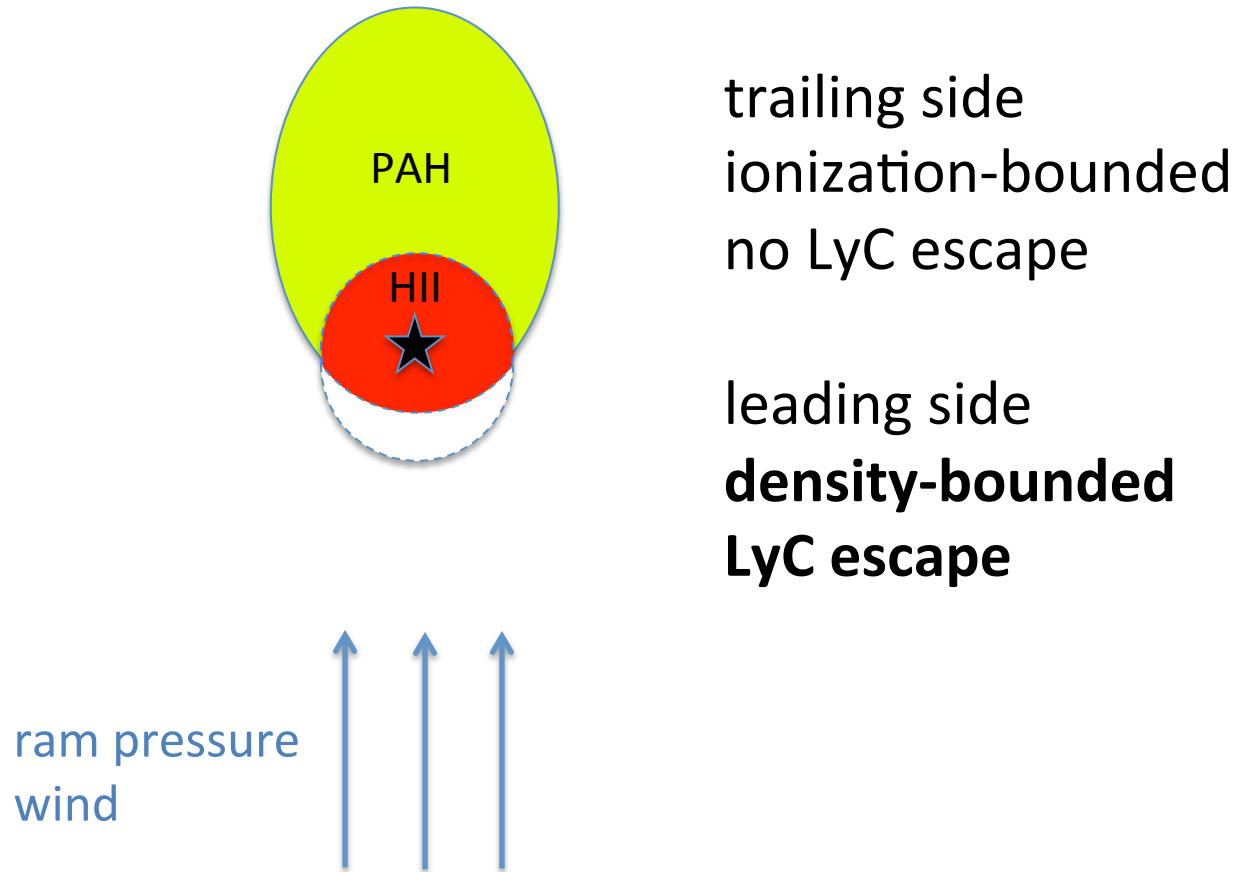 PAH
HII
trailing side
ionization-bounded
no LyC escape
leading side
density-bounded
LyC escape
ram pressure
wind